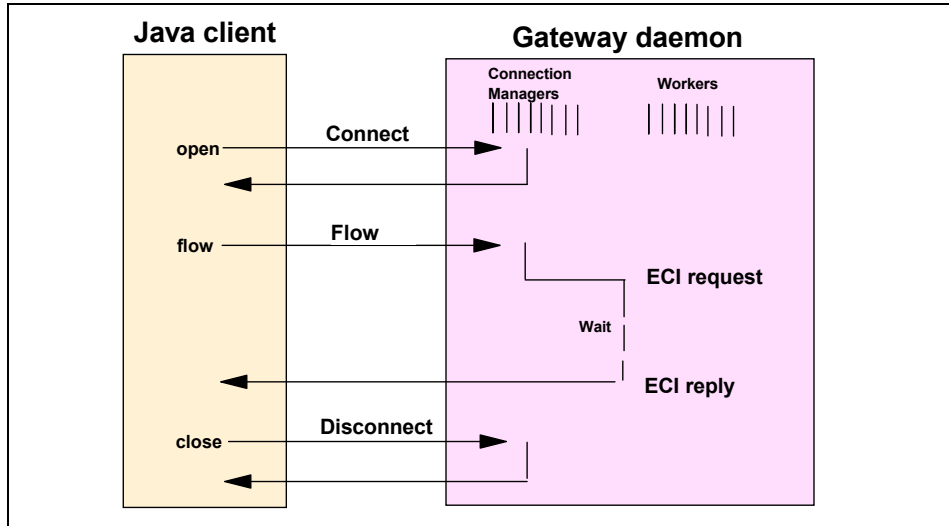 Java client
Gateway daemon
Connection
Managers
Workers
open
Connect
flow
Flow
ECI request
Wait
ECI reply
close
Disconnect